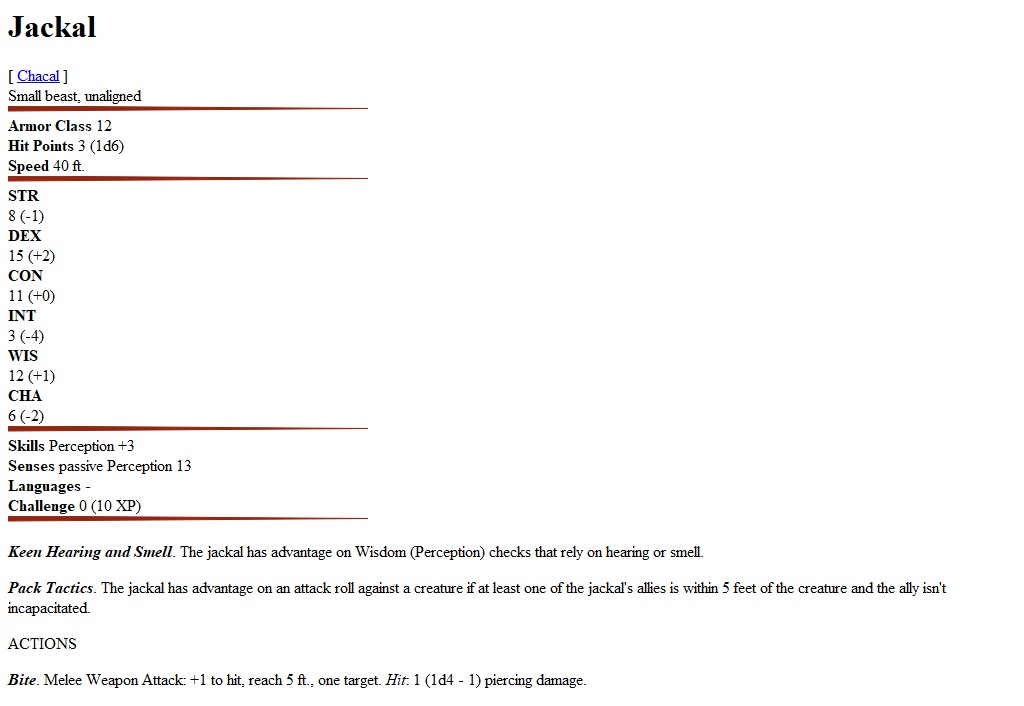 Jackal
[ Chacal ]
Small beast, unaligned
Armor Class 12
Hit Points 3 (1d6)
Speed 40 ft.
STR
8 (-1)
DEX
15 (+2)
CON
11 (+0)
INT
3 (-4)
WIS
12 (+1)
CHA
6 (-2)
Skills Perception +3
Senses passive Perception 13
Languages -
Challenge 0 (10 XP)
Keen Hearing and Smell. The jackal has advantage on Wisdom (Perception) checks that rely on hearing or smell.
Pack Tactics. The jackal has advantage on an attack roll against a creature if at least one of the jackal's allies is within 5 feet of the creature and the ally isn't
incapacitated.
ACTIONS
Bite. Melee Weapon Attack: +1 to hit, reach 5 ft., one target. Hit: 1 (1d4 - 1) piercing damage.